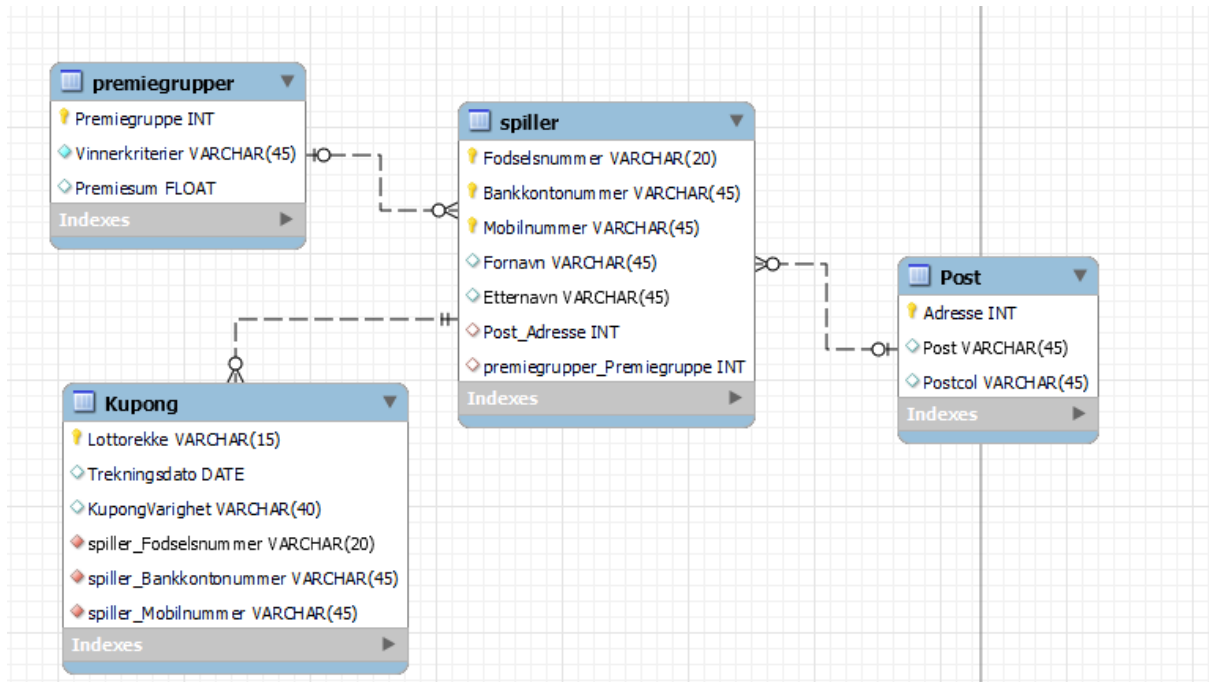 premiegrupper
Premiegruppe INT
Vinnerkriterier VARCHAR(45)
Premiesum FLOAT
Indexes
spiller
Fodselsnummer VARCHAR(20)
Bankkontonummer VARCHAR(45)
Mobilnummer VARCHAR(45)
Fornavn VARCHAR(45)
Etternavn VARCHAR(45)
Post_Adresse INT
premiegrupper_Premiegruppe INT
Indexes
Post
Adresse INT
Post VARCHAR(45)
Postcol VARCHAR(45)
Indexes
Kupong
Lottorekke VARCHAR(15)
Trekningsdato DATE
KupongVarighet VARCHAR(40)
spiller_Fodselsnummer VARCHAR(20)
spiller_Bankkontonummer VARCHAR(45)
spiller_Mobilnummer VARCHAR(45)
Indexes